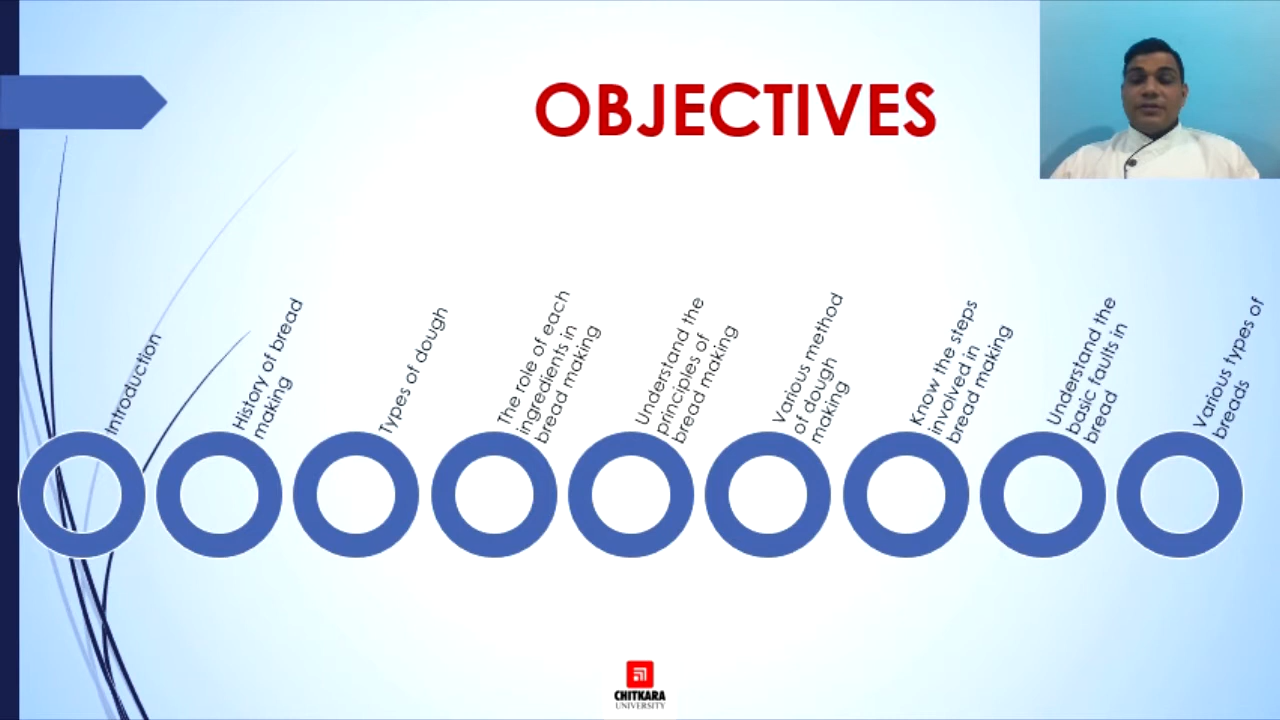 OBJECTIVES
Introduction
History of bread
making
Types of dough
The role of each
ingredients in
bread making
Understand the
principles of
bread making
Various method
of dough
making
Know the steps
involved in
bread making
Understand the
basic faults in
bread
Various types of
breads
CHITKARA
UNIVERSITY